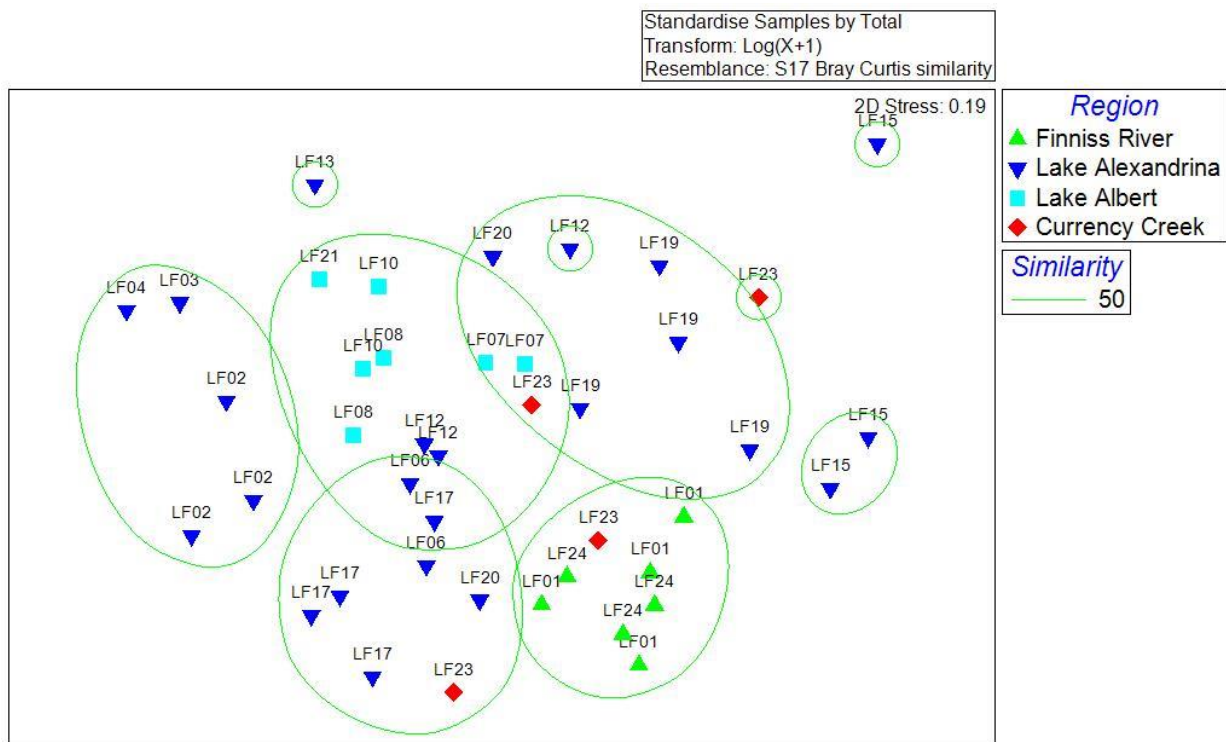 Standardise Samples by Total
Transform: Log(X+1)
Resemblance: S17 Bray Curtis similarity
2D Stress: 0.19
Region
Finniss River
Lake Alexandrina
Lake Albert
Currency Creek
Similarity
50
LF15
LF13
LF12
LF20
LF19
LF21
LF10
LF23
LF04
LF03
LF19
LF08
LF10
LF07
LF07
LF02
LF23
LF19
LF08
LF12
LF12
LF15
LF19
LF06
LF15
LF02
LF17
LF01
LF02
LF23
LF06
LF24
LF01
LF17
LF20
LF01
LF24
LF17
LF24
LF17
LF23
LF01